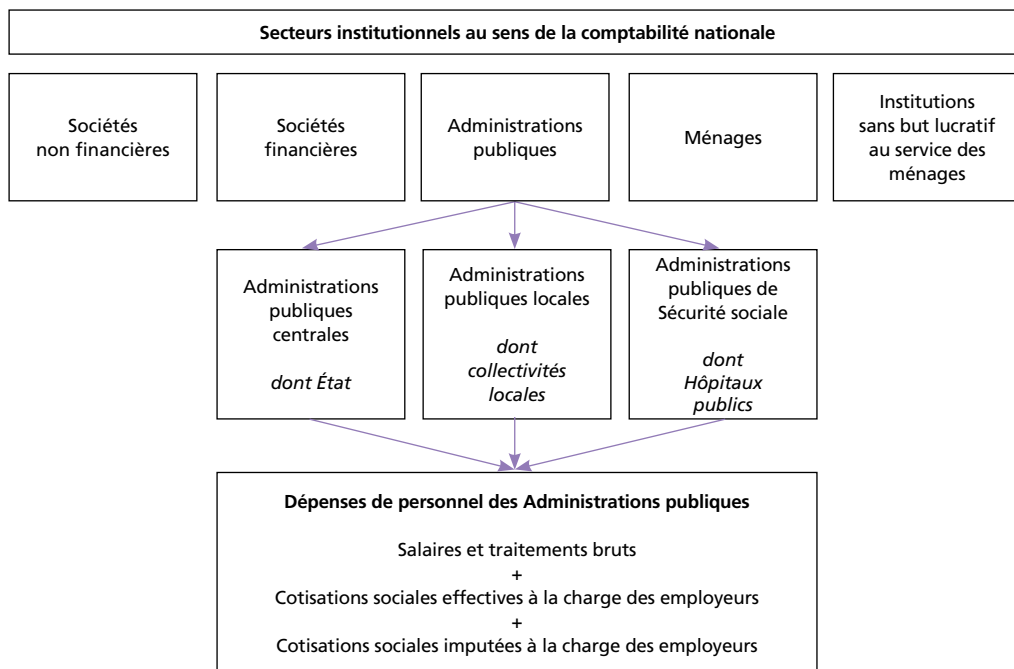 Secteurs institutionnels au sens de la comptabilité nationale
Sociétés
non financières
Sociétés
financières
Administrations
publiques
Ménages
Institutions
sans but lucratif
au service des
ménages
Administrations
publiques
centrales
dont État
Administrations
publiques locales
dont
collectivités
locales
Administrations
publiques de
Sécurité sociale
dont
Hôpitaux
publics
Dépenses de personnel des Administrations publiques
Salaires et traitements bruts
+
Cotisations sociales effectives à la charge des employeurs
+
Cotisations sociales imputées à la charge des employeurs